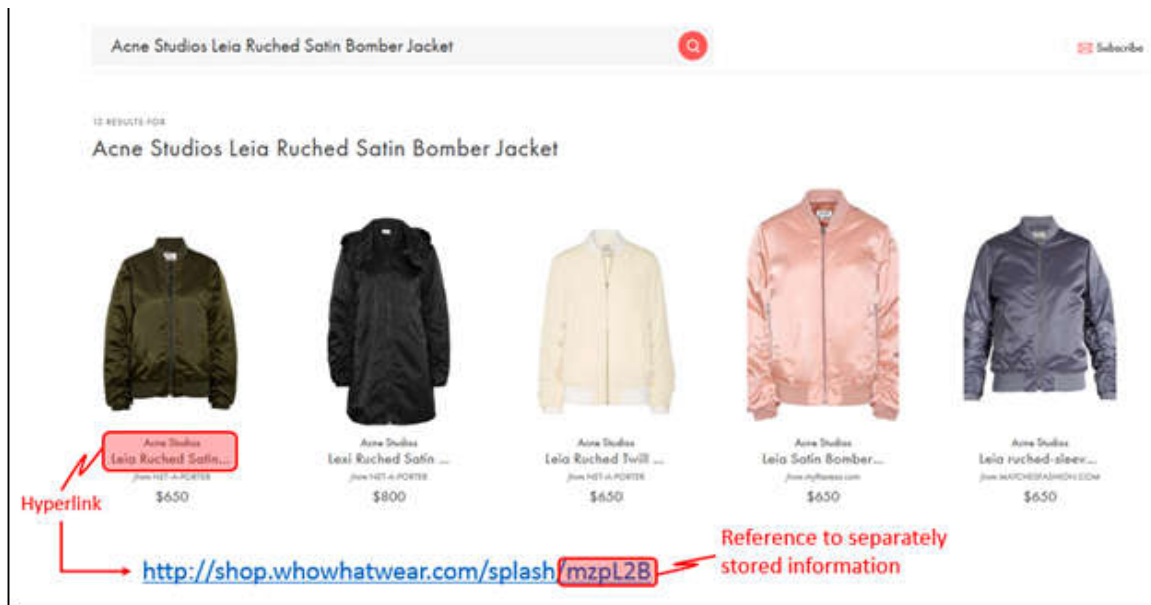 Acne Studios Leia Ruched Satin Bomber Jacket
Subscribe
12 RESULTS FOR
Acne Studios Leia Ruched Satin Bomber Jacket
Acne Studios
Leia Ruched Satin...
from NET-A-PORTER
$650
Acne Studios
Lexi Ruched Satin ...
from NET-A-PORTER
$800
Acne Studios
Leia Ruched Twill ...
from NET-A-PORTER
$650
Acne Studios
Leia Satin Bomber...
from mytheresa.com
$650
Acne Studios
Leia ruched-sleev...
from MATCHESFASHION.COM
$650
Hyperlink
http://shop.whowhatwear.com/splash/mzpL2B
Reference to separately
stored information